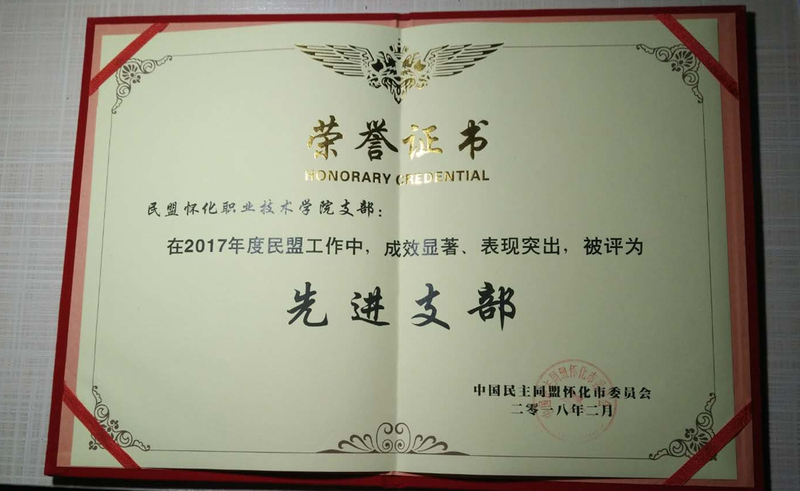 荣誉证书
HONORARY CREDENTIAL
民盟怀化职业技术学院支部：
在2017年度民盟工作中，成效显著、表现突出，被评为
先进支部
中国民主同盟怀化市委员会
二零一八年二月